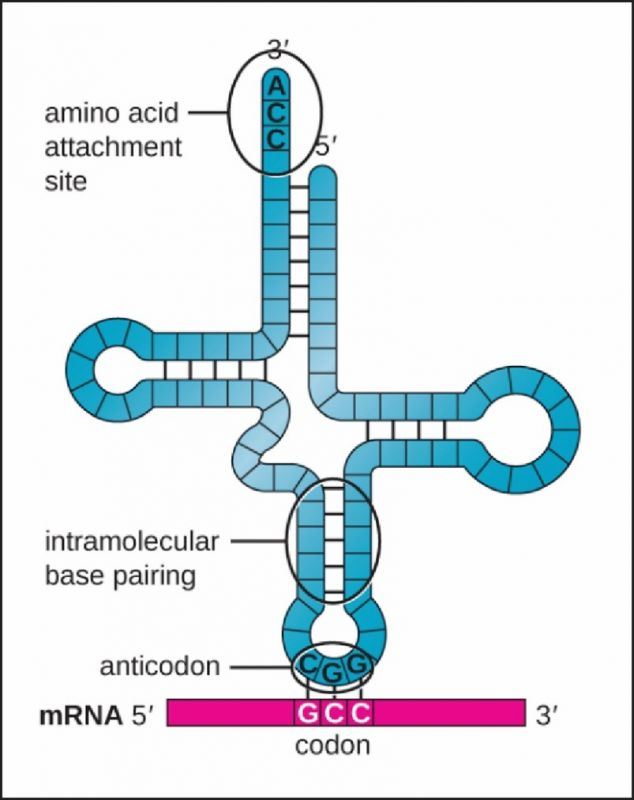 3′
A
C
C
5′
amino acid
attachment
site
intramolecular
base pairing
anticodon
C G G
mRNA 5′ G C C 3′
codon